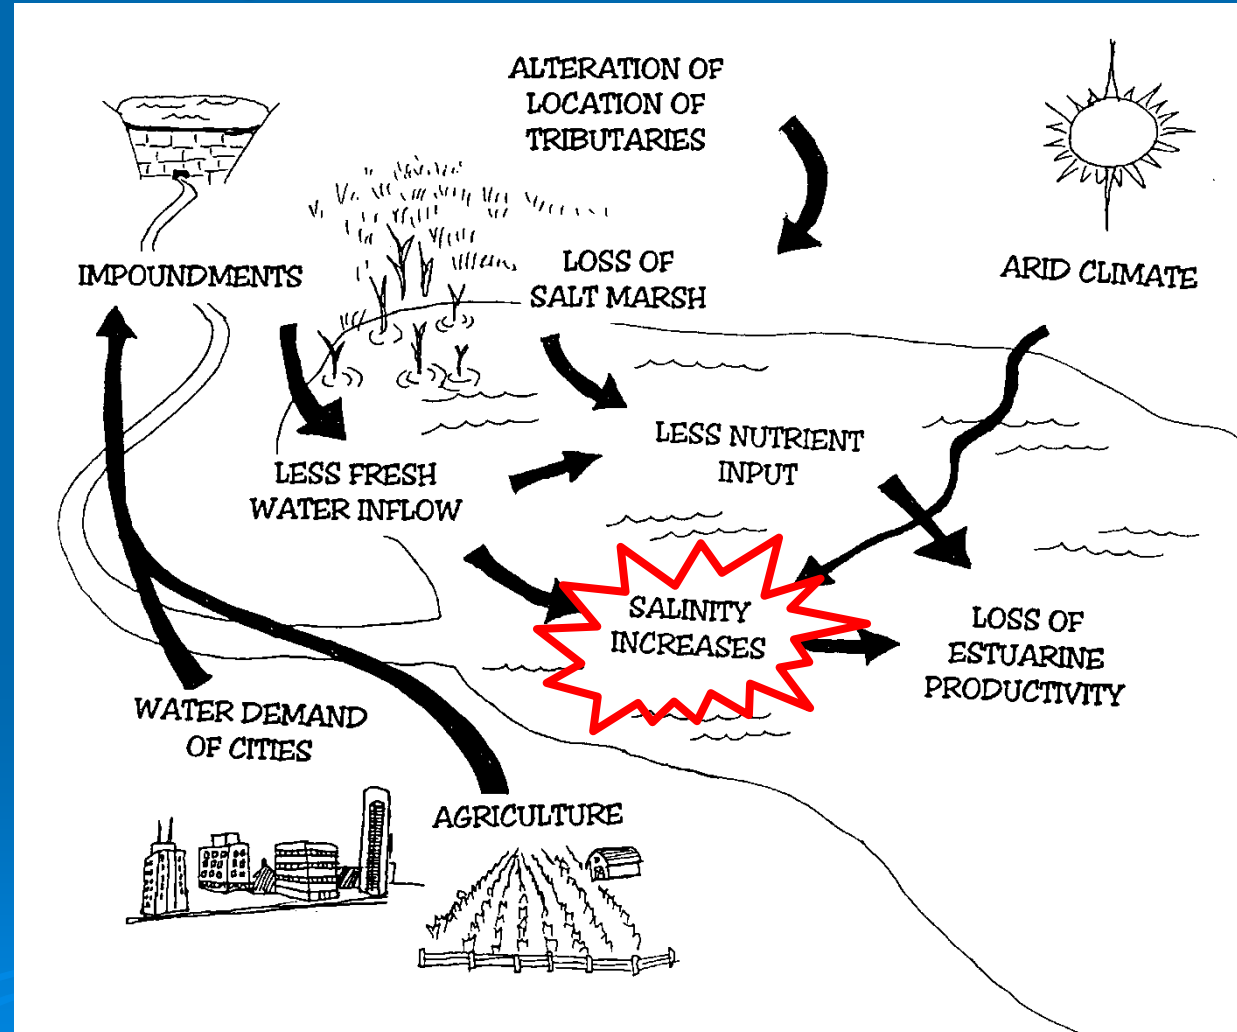 ALTERATION OF
LOCATION OF
TRIBUTARIES
IMPOUNDMENTS
LOSS OF
SALT MARSH
ARID CLIMATE
LESS NUTRIENT
INPUT
LESS FRESH
WATER INFLOW
SALINITY
INCREASES
LOSS OF
ESTUARINE
PRODUCTIVITY
WATER DEMAND
OF CITIES
AGRICULTURE